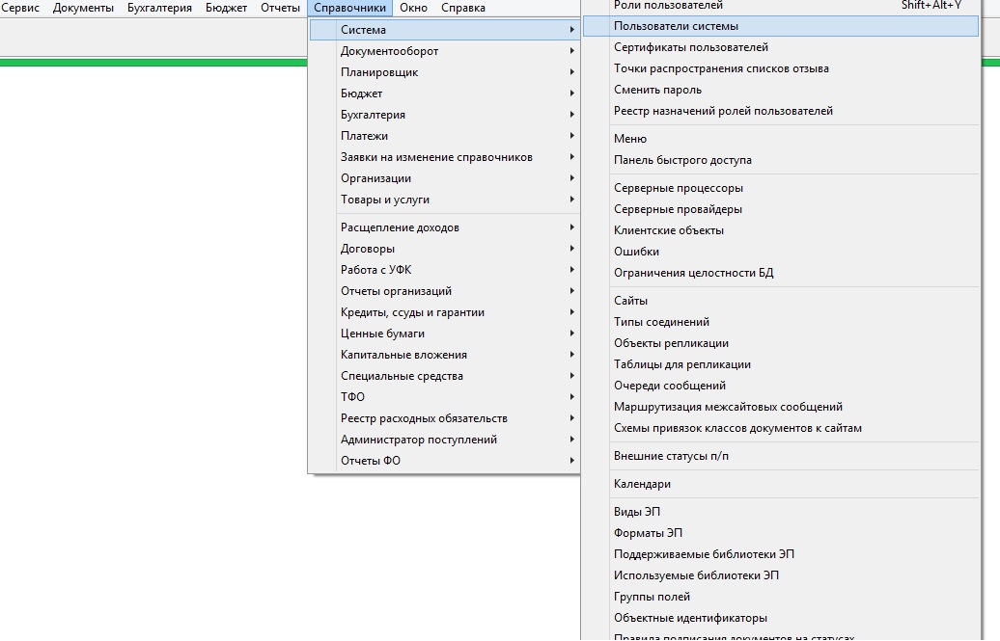 Сервис Документы Бухгалтерия Бюджет Отчеты Справочники Окно Справка
Система
Документооборот
Планировщик
Бюджет
Бухгалтерия
Платежи
Заявки на изменение справочников
Организации
Товары и услуги
Расщепление доходов
Договоры
Работа с УФК
Отчеты организаций
Кредиты, ссуды и гарантии
Ценные бумаги
Капитальные вложения
Специальные средства
ТФО
Реестр расходных обязательств
Администратор поступлений
Отчеты ФО
Роли пользователей Shift+Alt+Y
Пользователи системы
Сертификаты пользователей
Точки распространения списков отзыва
Сменить пароль
Реестр назначений ролей пользователей
Меню
Панель быстрого доступа
Серверные процессоры
Серверные провайдеры
Клиентские объекты
Ошибки
Ограничения целостности БД
Сайты
Типы соединений
Объекты репликации
Таблицы для репликации
Очереди сообщений
Маршрутизация межсайтовых сообщений
Схемы привязок классов документов к сайтам
Внешние статусы п/п
Календари
Виды ЭП
Форматы ЭП
Поддерживаемые библиотеки ЭП
Используемые библиотеки ЭП
Группы полей
Объектные идентификаторы
Правила подписания документов на статусах